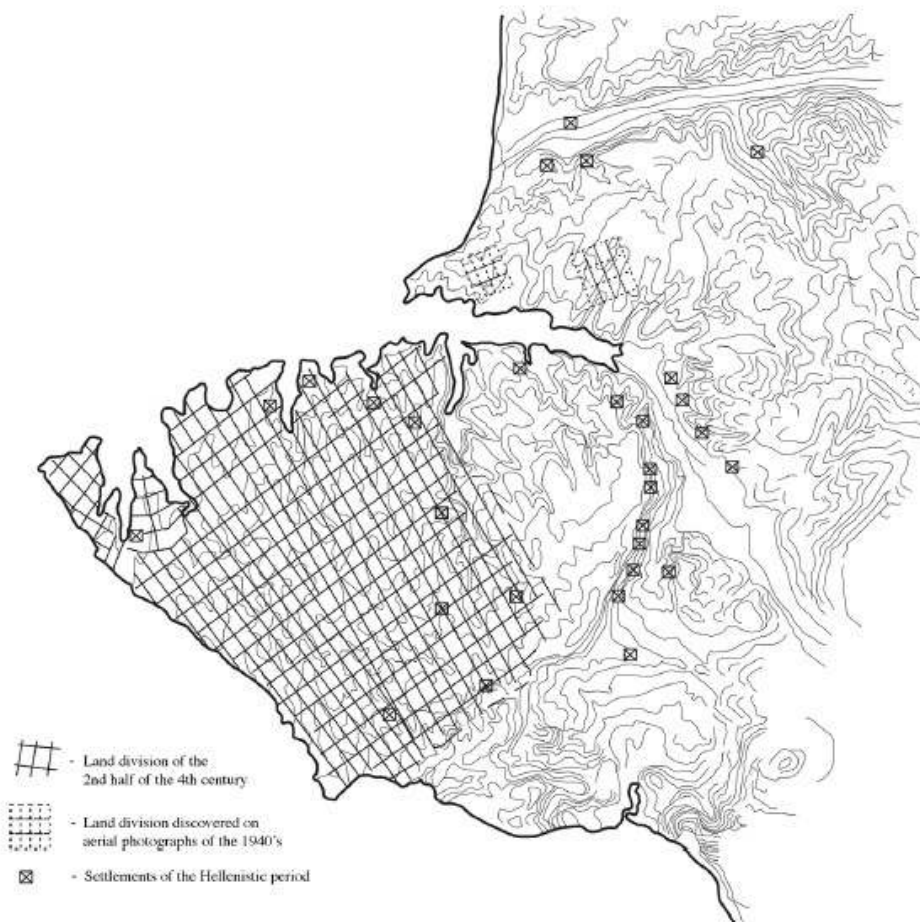 - Land division of the
2nd half of the 4th century
- Land division discovered on
aerial photographs of the 1940's
- Settlements of the Hellenistic period